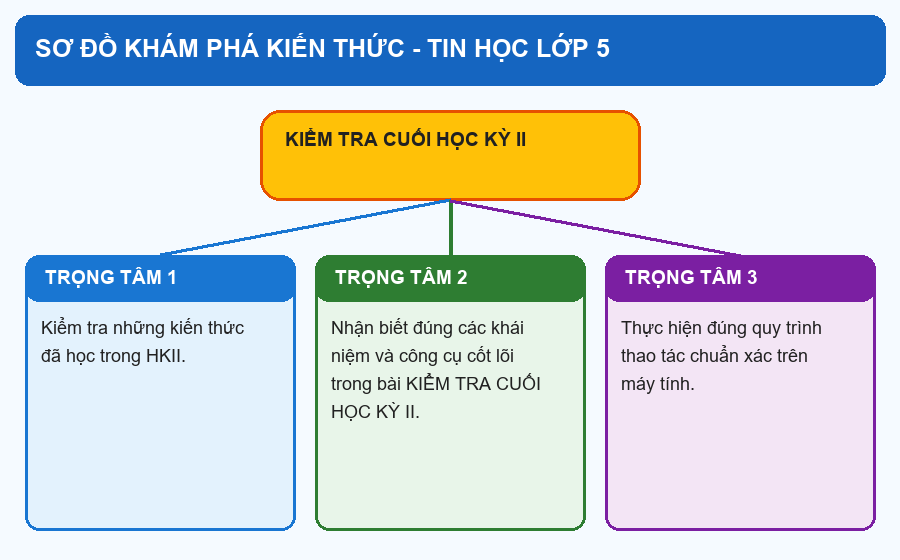 SƠ ĐỒ KHÁM PHÁ KIẾN THỨC - TIN HỌC LỚP 5
KIỂM TRA CUỐI HỌC KỲ II
TRỌNG TÂM 1
Kiểm tra những kiến thức
đã học trong HKII.
TRỌNG TÂM 2
Nhận biết đúng các khái
niệm và công cụ cốt lõi
trong bài KIỂM TRA CUỐI
HỌC KỲ II.
TRỌNG TÂM 3
Thực hiện đúng quy trình
thao tác chuẩn xác trên
máy tính.